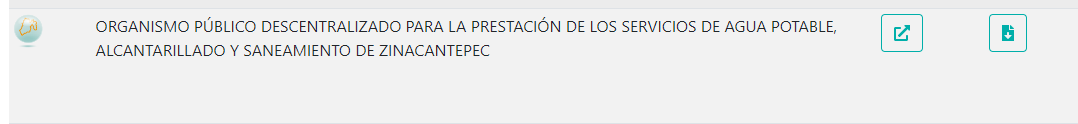 ORGANISMO PÚBLICO DESCENTRALIZADO PARA LA PRESTACIÓN DE LOS SERVICIOS DE AGUA POTABLE,
ALCANTARILLADO Y SANEAMIENTO DE ZINACANTEPEC